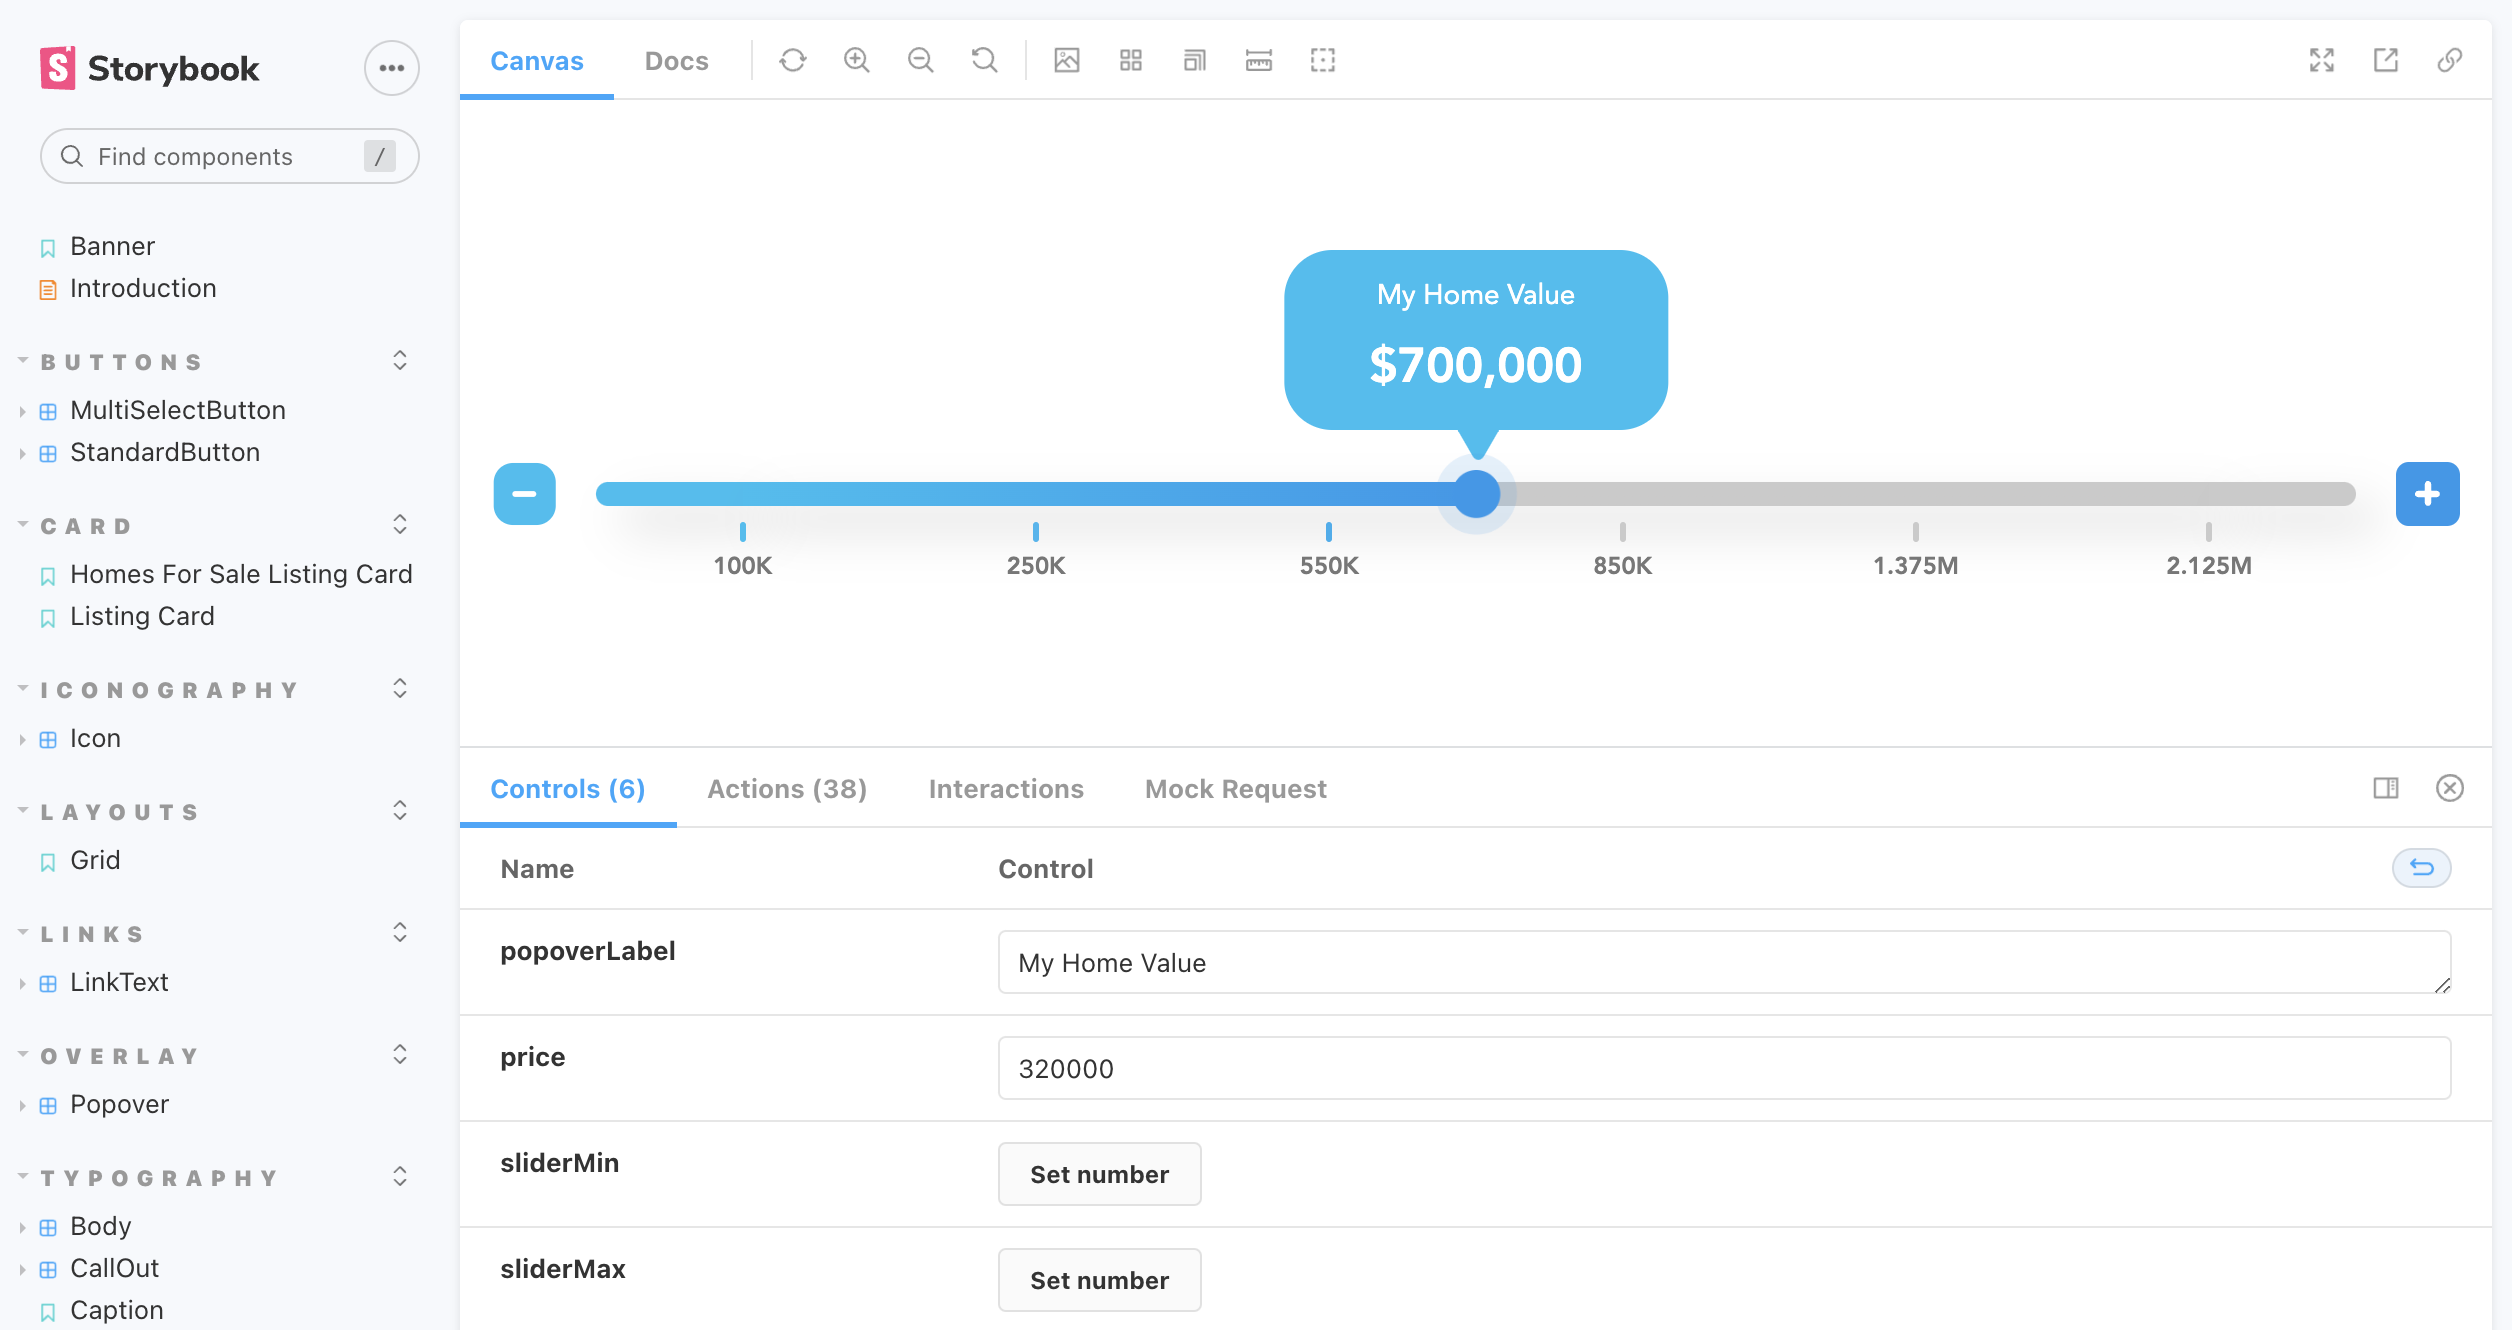 Storybook
Find components
/
Banner
Introduction
BUTTONS
MultiSelectButton
StandardButton
CARD
Homes For Sale Listing Card
Listing Card
ICONOGRAPHY
Icon
LAYOUTS
Grid
LINKS
LinkText
OVERLAY
Popover
TYPOGRAPHY
Body
CallOut
Caption
Canvas
Docs
My Home Value
$700,000
100K
250K
550K
850K
1.375M
2.125M
Controls (6)
Actions (38)
Interactions
Mock Request
Name
Control
popoverLabel
My Home Value
price
320000
sliderMin
Set number
sliderMax
Set number